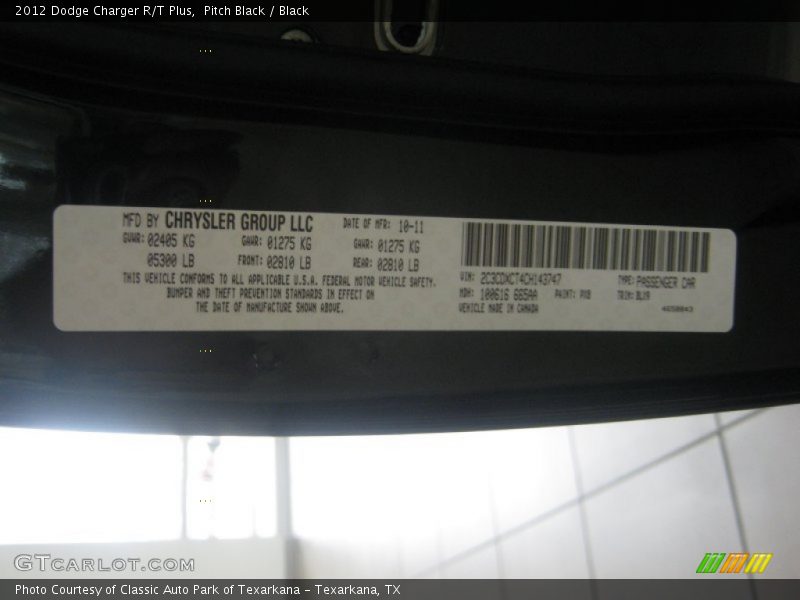 2012 Dodge Charger R/T Plus, Pitch Black / Black
MFD BY CHRYSLER GROUP LLC DATE OF MFR: 10-11
GVWR: 02405 KG GAWR: 01275 KG GAWR: 01275 KG
05300 LB FRONT: 02810 LB REAR: 02810 LB
THIS VEHICLE CONFORMS TO ALL APPLICABLE U.S.A. FEDERAL MOTOR VEHICLE SAFETY,
BUMPER AND THEFT PREVENTION STANDARDS IN EFFECT ON
THE DATE OF MANUFACTURE SHOWN ABOVE.
VIN: 2C3CDXCT4CH143747 TYPE: PASSENGER CAR
MDH: 100616 665AA PAINT: PX8 TRIM: BLX9
VEHICLE MADE IN CANADA
GTCARLOT.COM
Photo Courtesy of Classic Auto Park of Texarkana - Texarkana, TX